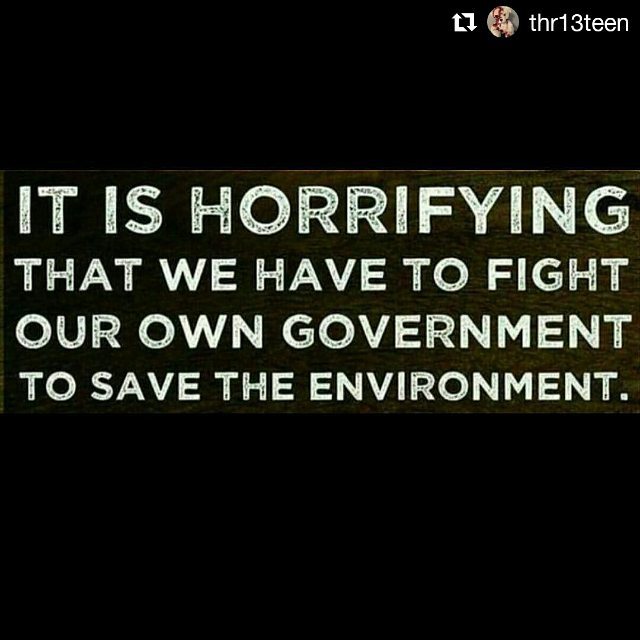 thr13teen
IT IS HORRIFYING
THAT WE HAVE TO FIGHT
OUR OWN GOVERNMENT
TO SAVE THE ENVIRONMENT.